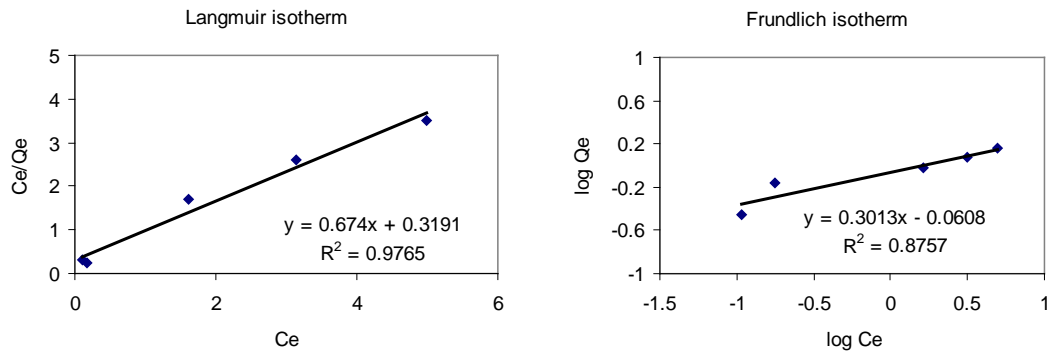 Langmuir isotherm
5
4
3
2
1
0
0 2 4 6
Ce/Qe
Ce
y = 0.674x + 0.3191
R² = 0.9765
Frundlich isotherm
1
0.6
0.2
-0.2
-0.6
-1
-1.5 -1 -0.5 0 0.5 1
log Qe
log Ce
y = 0.3013x - 0.0608
R² = 0.8757